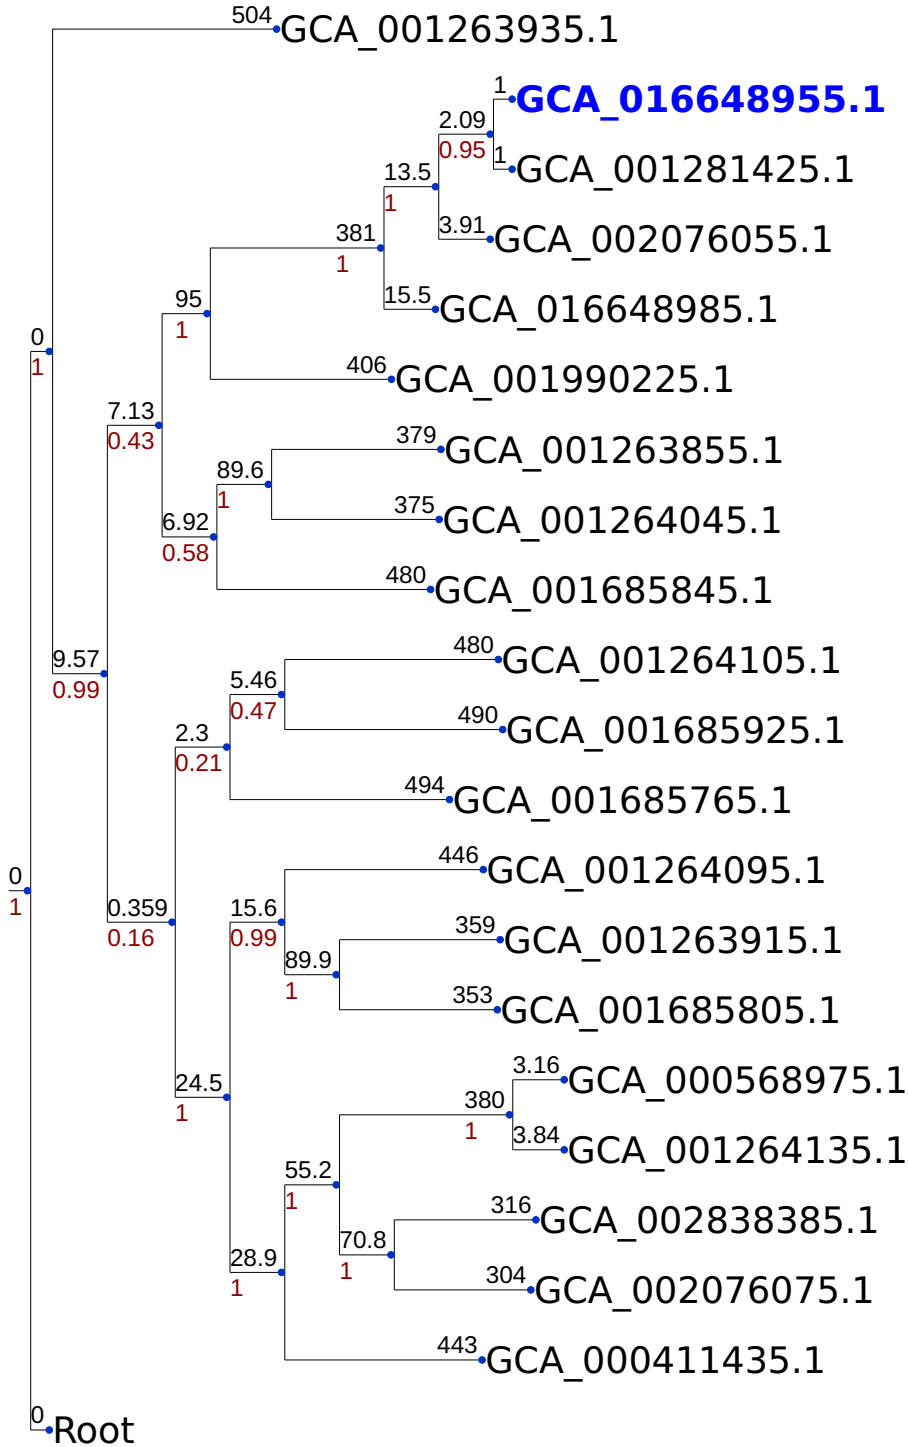 504
GCA_001263935.1
1
GCA_016648955.1
2.09
0.95
1
GCA_001281425.1
13.5
1
3.91
GCA_002076055.1
381
1
15.5
GCA_016648985.1
95
1
406
GCA_001990225.1
0
1
7.13
0.43
379
GCA_001263855.1
89.6
1
375
GCA_001264045.1
6.92
0.58
480
GCA_001685845.1
9.57
0.99
480
GCA_001264105.1
5.46
0.47
490
GCA_001685925.1
2.3
0.21
494
GCA_001685765.1
446
GCA_001264095.1
0
1
0.359
0.16
15.6
0.99
359
GCA_001263915.1
89.9
1
353
GCA_001685805.1
24.5
1
3.16
GCA_000568975.1
380
1
3.84
GCA_001264135.1
55.2
1
316
GCA_002838385.1
70.8
1
28.9
1
304
GCA_002076075.1
443
GCA_000411435.1
0
Root